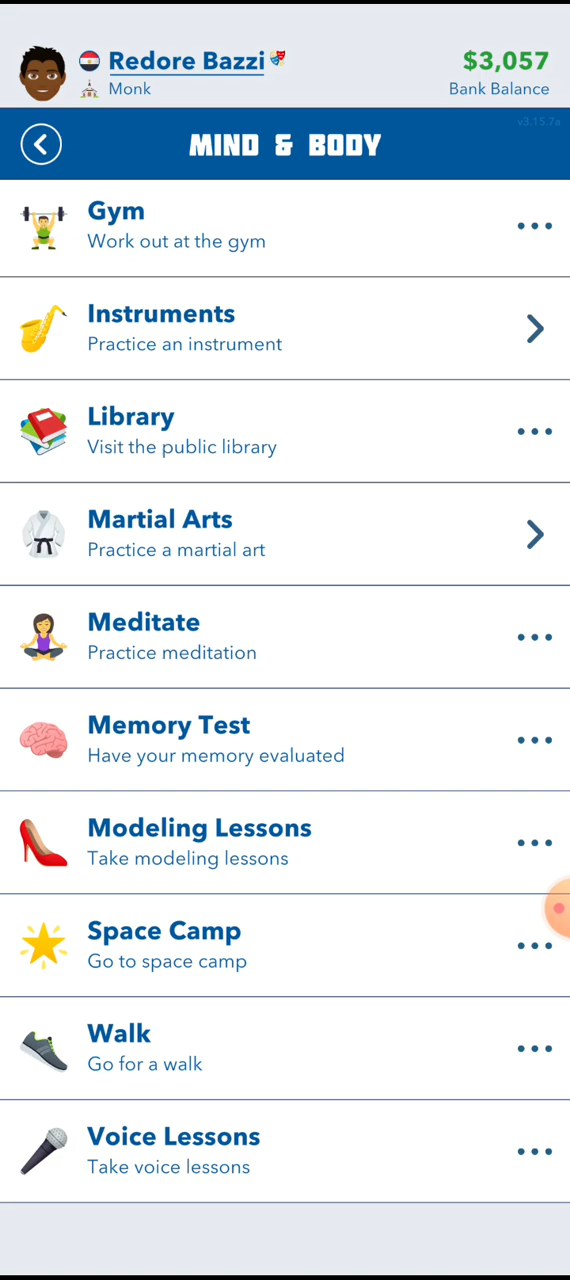 Redore Bazzi
$3,057
Monk
Bank Balance
v3.15.7a
MIND & BODY
Gym
Work out at the gym
Instruments
Practice an instrument
Library
Visit the public library
Martial Arts
Practice a martial art
Meditate
Practice meditation
Memory Test
Have your memory evaluated
Modeling Lessons
Take modeling lessons
Space Camp
Go to space camp
Walk
Go for a walk
Voice Lessons
Take voice lessons